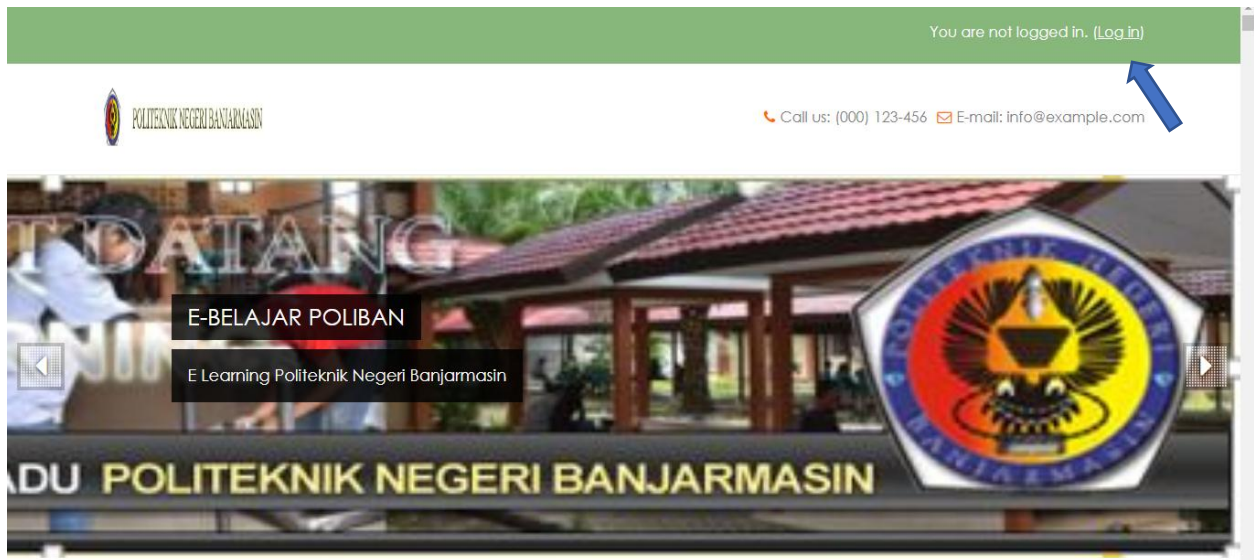 You are not logged in. (Log in)
POLITEKNIK NEGERI BANJARMASIN
Call us: (000) 123-456 E-mail: info@example.com
DATANG
E-BELAJAR POLIBAN
E Learning Politeknik Negeri Banjarmasin
ADU POLITEKNIK NEGERI BANJARMASIN
POLITEKNIK NEGERI
BANJARMASIN